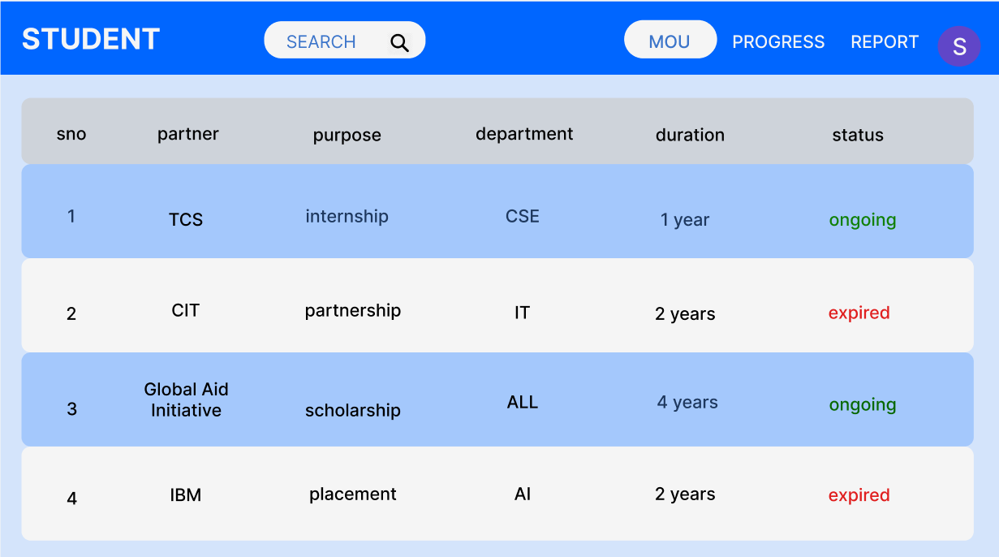 STUDENT SEARCH MOU PROGRESS REPORT S
sno partner purpose department duration status
1 TCS internship CSE 1 year ongoing
2 CIT partnership IT 2 years expired
3 Global Aid Initiative scholarship ALL 4 years ongoing
4 IBM placement AI 2 years expired